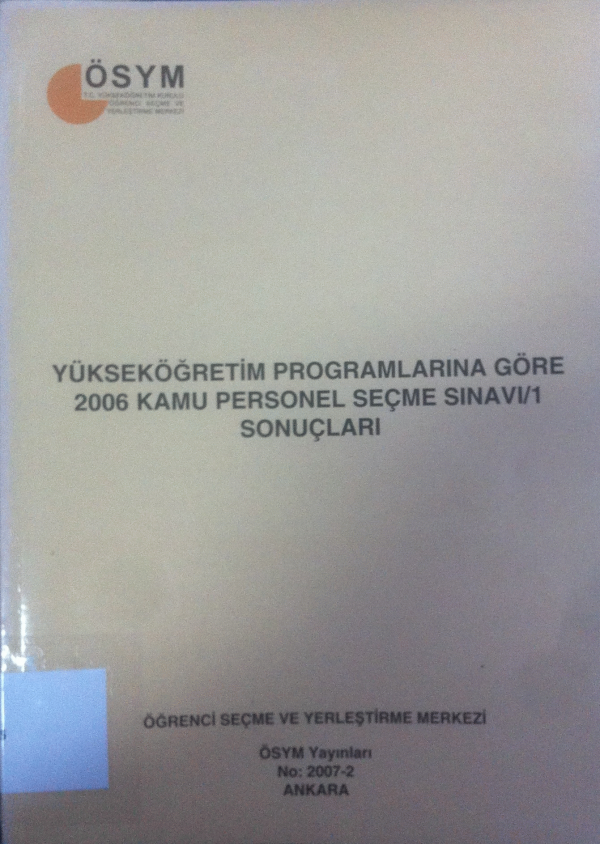 ÖSYM
T.C. YÜKSEKÖĞRETİM KURULU
ÖĞRENCİ SEÇME VE
YERLEŞTİRME MERKEZİ
YÜKSEKÖĞRETİM PROGRAMLARINA GÖRE
2006 KAMU PERSONEL SEÇME SINAVI/1
SONUÇLARI
ÖĞRENCİ SEÇME VE YERLEŞTİRME MERKEZİ
ÖSYM Yayınları
No: 2007-2
ANKARA